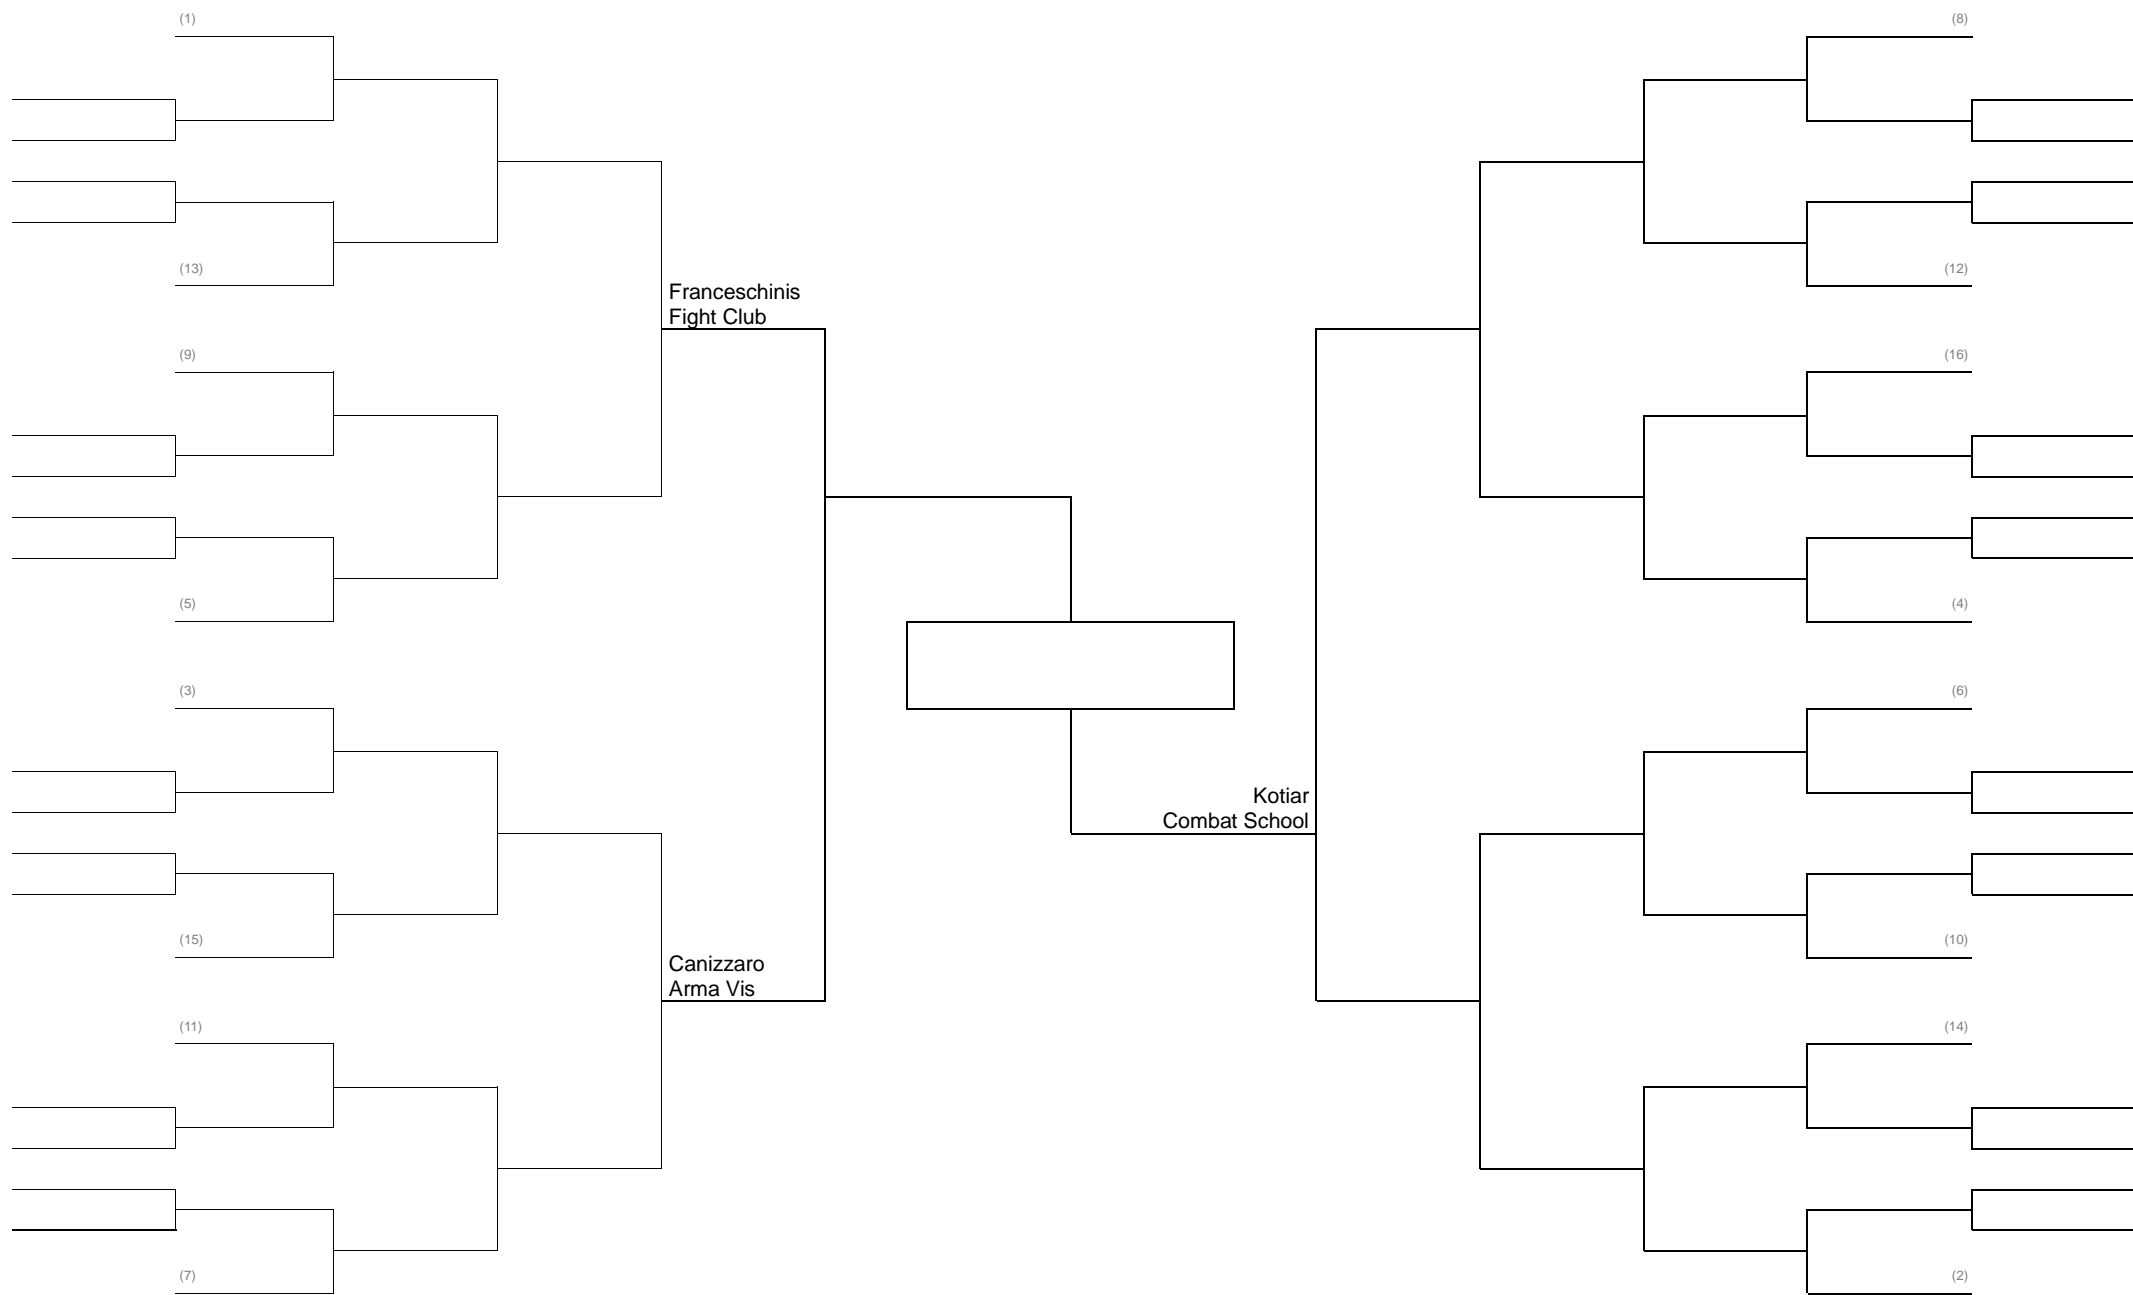 (1)
(8)
(13)
(12)
Franceschinis
Fight Club
(9)
(16)
(5)
(4)
(3)
(6)
Kotiar
Combat School
(15)
(10)
Canizzaro
Arma Vis
(11)
(14)
(7)
(2)